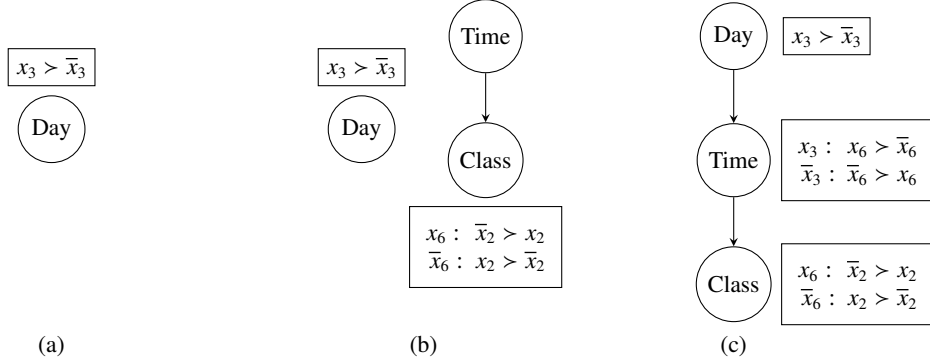 x₃ ≻ x̅₃
Day
(a)
x₃ ≻ x̅₃
Day
Time
Class
x₆ : x̅₂ ≻ x₂
x̅₆ : x₂ ≻ x̅₂
(b)
Day
x₃ ≻ x̅₃
Time
x₃ : x₆ ≻ x̅₆
x̅₃ : x̅₆ ≻ x₆
Class
x₆ : x̅₂ ≻ x₂
x̅₆ : x₂ ≻ x̅₂
(c)